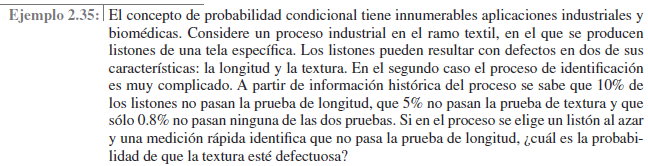 Ejemplo 2.35: El concepto de probabilidad condicional tiene innumerables aplicaciones industriales y
biomédicas. Considere un proceso industrial en el ramo textil, en el que se producen
listones de una tela específica. Los listones pueden resultar con defectos en dos de sus
características: la longitud y la textura. En el segundo caso el proceso de identificación
es muy complicado. A partir de información histórica del proceso se sabe que 10% de
los listones no pasan la prueba de longitud, que 5% no pasan la prueba de textura y que
sólo 0.8% no pasan ninguna de las dos pruebas. Si en el proceso se elige un listón al azar
y una medición rápida identifica que no pasa la prueba de longitud, ¿cuál es la probabi-
lidad de que la textura esté defectuosa?